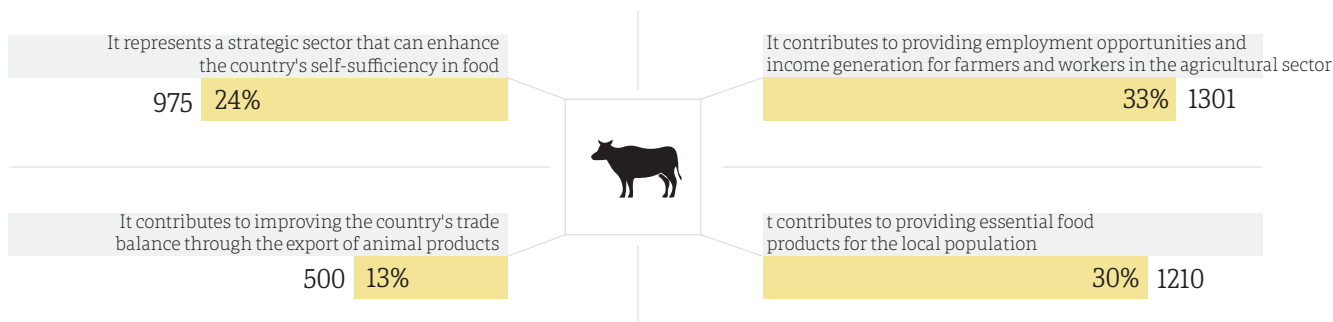 It represents a strategic sector that can enhance
the country's self-sufficiency in food
975 24%
It contributes to providing employment opportunities and
income generation for farmers and workers in the agricultural sector
33% 1301
It contributes to improving the country's trade
balance through the export of animal products
500 13%
t contributes to providing essential food
products for the local population
30% 1210